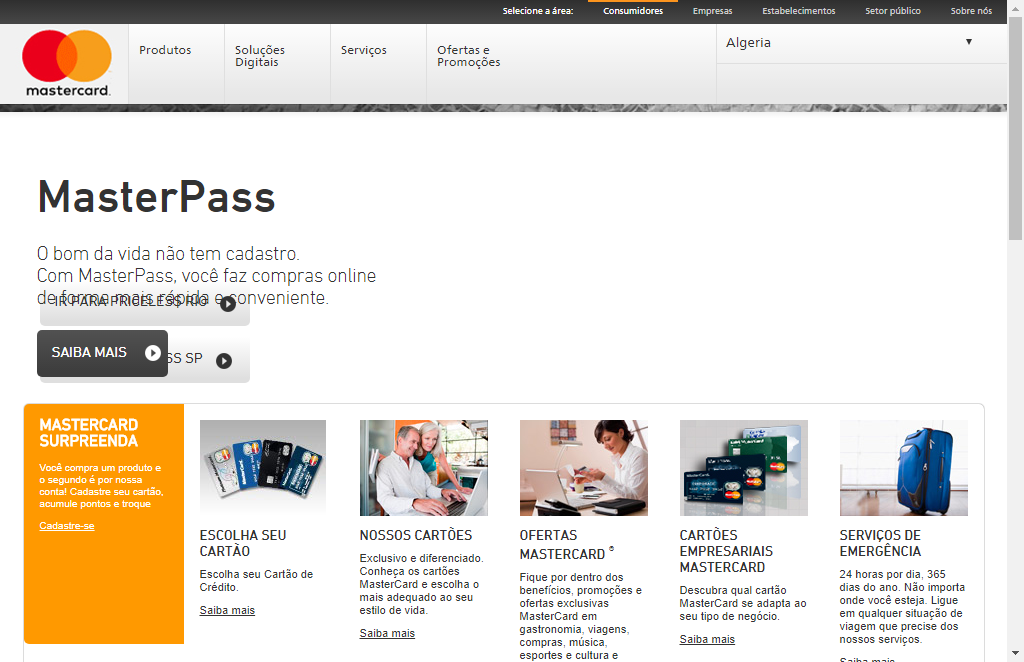 Selecione a área:
Consumidores
Empresas
Estabelecimentos
Setor público
Sobre nós
mastercard.
Produtos
Soluções
Digitais
Serviços
Ofertas e
Promoções
Algeria
MasterPass
O bom da vida não tem cadastro.
Com MasterPass, você faz compras online
de forma mais rápida e conveniente.
IR PARA PRICELESS RIO
SAIBA MAIS
SS SP
MASTERCARD
SURPREENDA
Você compra um produto e
o segundo é por nossa
conta! Cadastre seu cartão,
acumule pontos e troque
Cadastre-se
ESCOLHA SEU
CARTÃO
Escolha seu Cartão de
Crédito.
Saiba mais
NOSSOS CARTÕES
Exclusivo e diferenciado.
Conheça os cartões
MasterCard e escolha o
mais adequado ao seu
estilo de vida.
Saiba mais
OFERTAS
MASTERCARD ®
Fique por dentro dos
benefícios, promoções e
ofertas exclusivas
MasterCard em
gastronomia, viagens,
compras, música,
esportes e cultura e
CARTÕES
EMPRESARIAIS
MASTERCARD
Descubra qual cartão
MasterCard se adapta ao
seu tipo de negócio.
Saiba mais
SERVIÇOS DE
EMERGÊNCIA
24 horas por dia, 365
dias do ano. Não importa
onde você esteja. Ligue
em qualquer situação de
viagem que precise dos
nossos serviços.
Saiba mais